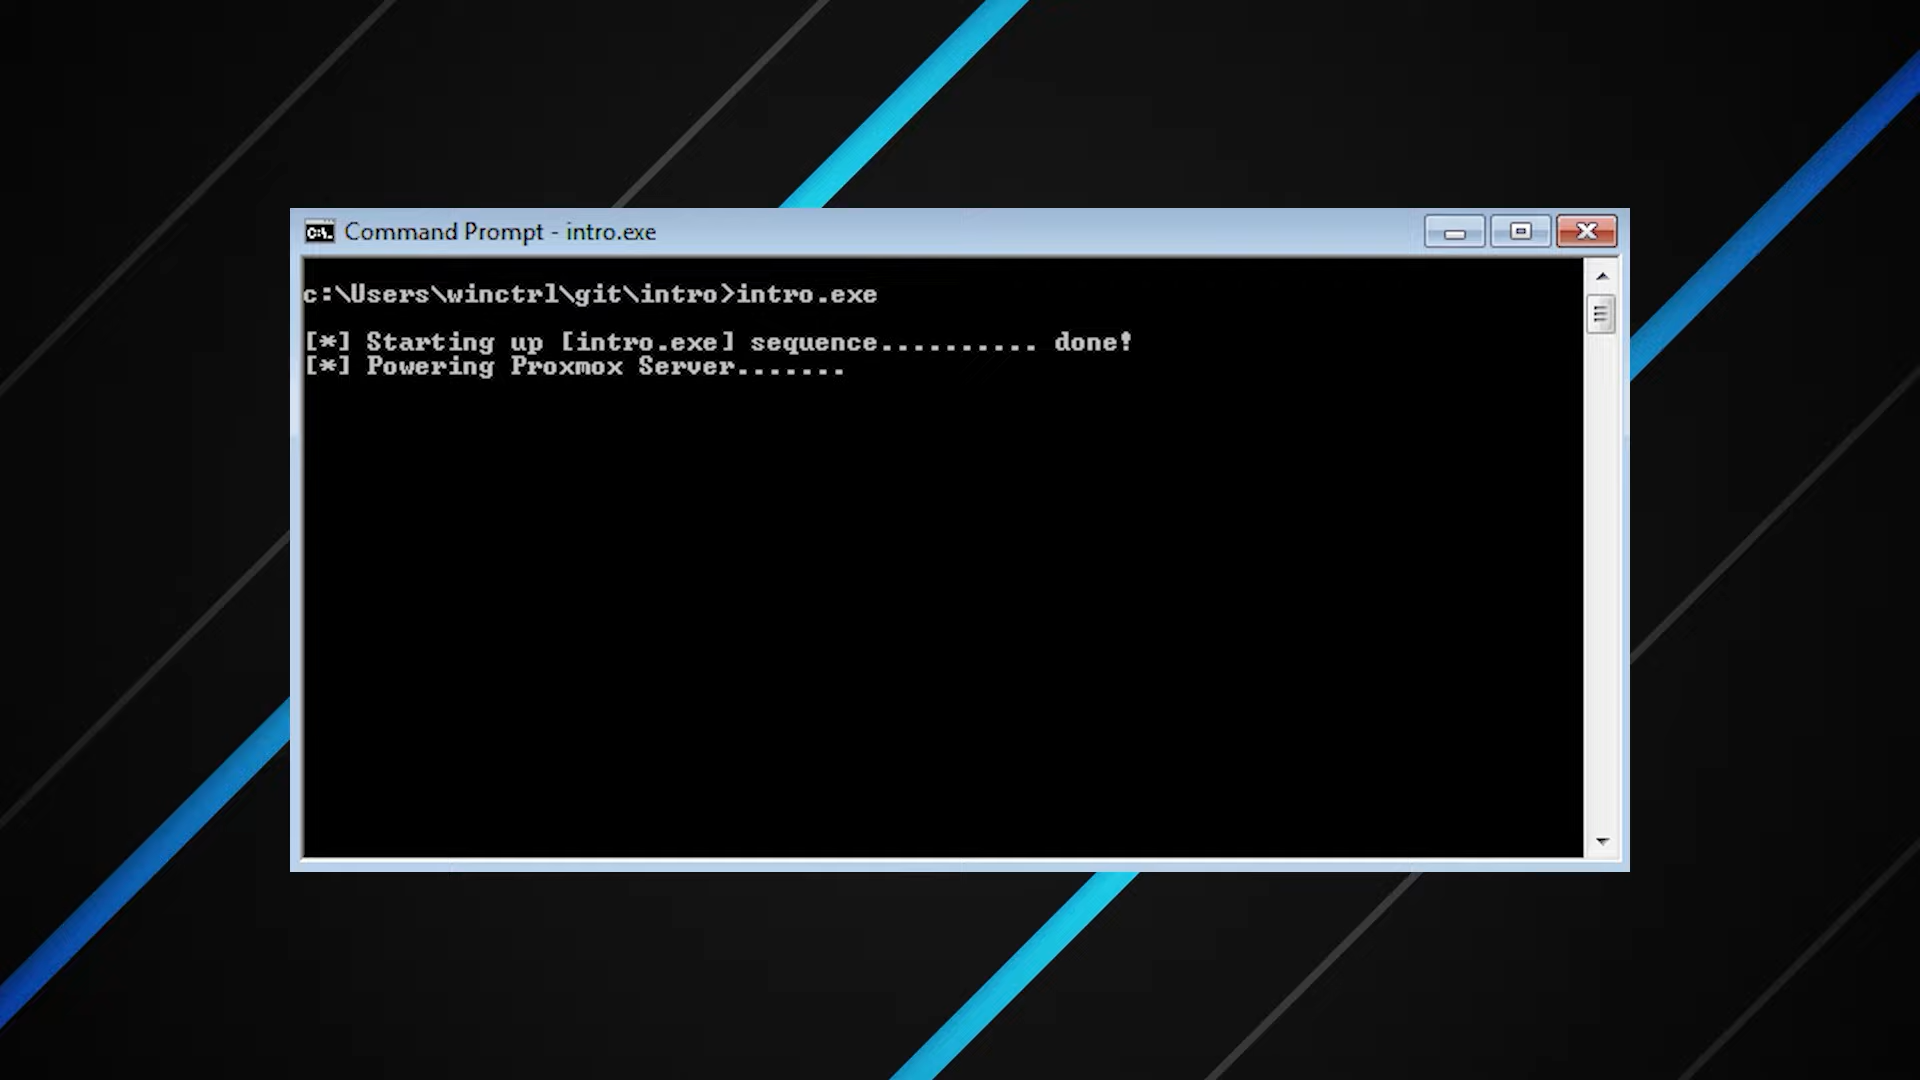 C:\.
Command Prompt - intro.exe
c:\Users\winctrl\git\intro>intro.exe
[*] Starting up [intro.exe] sequence.......... done!
[*] Powering Proxmox Server.......